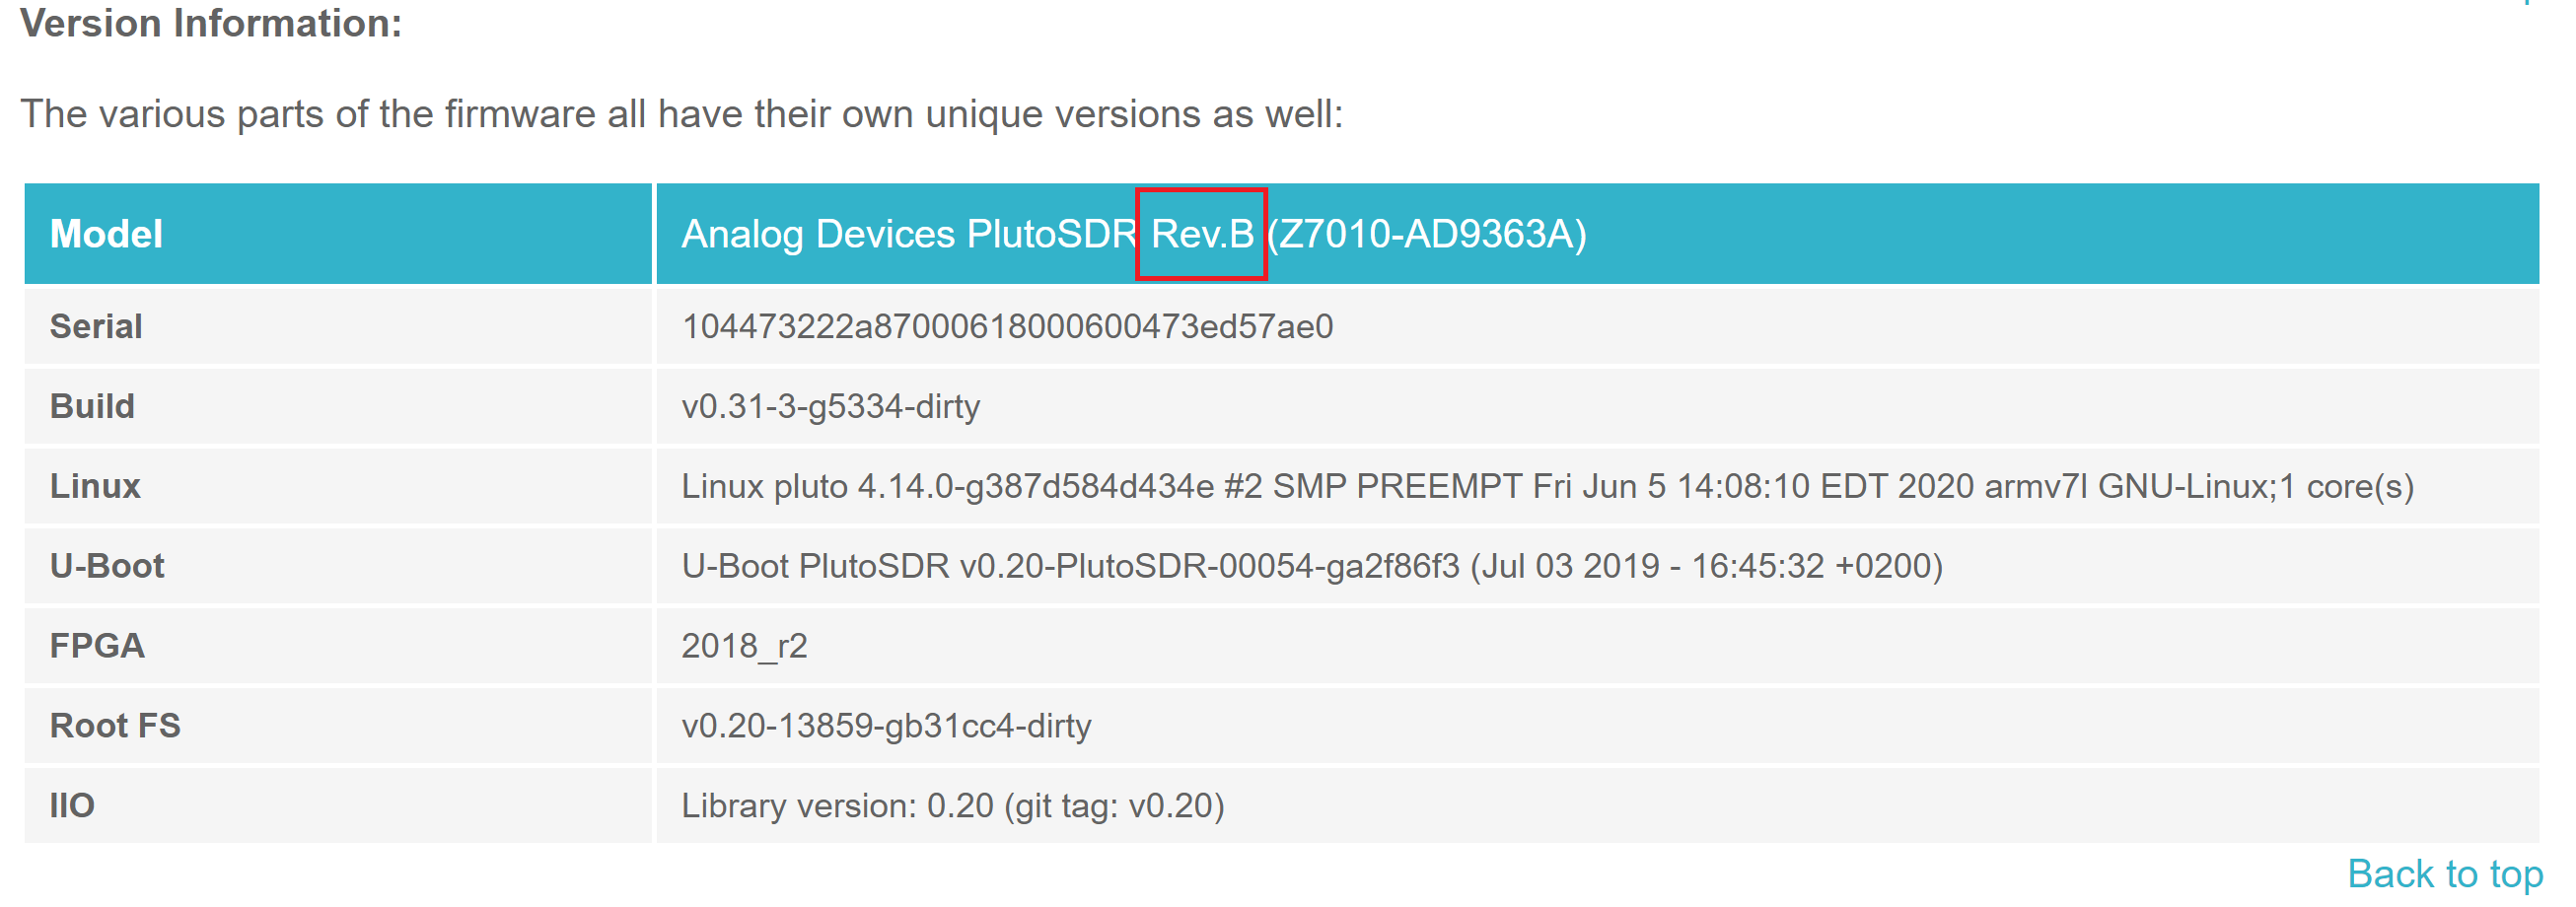 Version Information:
The various parts of the firmware all have their own unique versions as well:
Model Analog Devices PlutoSDR Rev.B (Z7010-AD9363A)
Serial 104473222a87000618000600473ed57ae0
Build v0.31-3-g5334-dirty
Linux Linux pluto 4.14.0-g387d584d434e #2 SMP PREEMPT Fri Jun 5 14:08:10 EDT 2020 armv7l GNU-Linux;1 core(s)
U-Boot U-Boot PlutoSDR v0.20-PlutoSDR-00054-ga2f86f3 (Jul 03 2019 - 16:45:32 +0200)
FPGA 2018_r2
Root FS v0.20-13859-gb31cc4-dirty
IIO Library version: 0.20 (git tag: v0.20)
Back to top